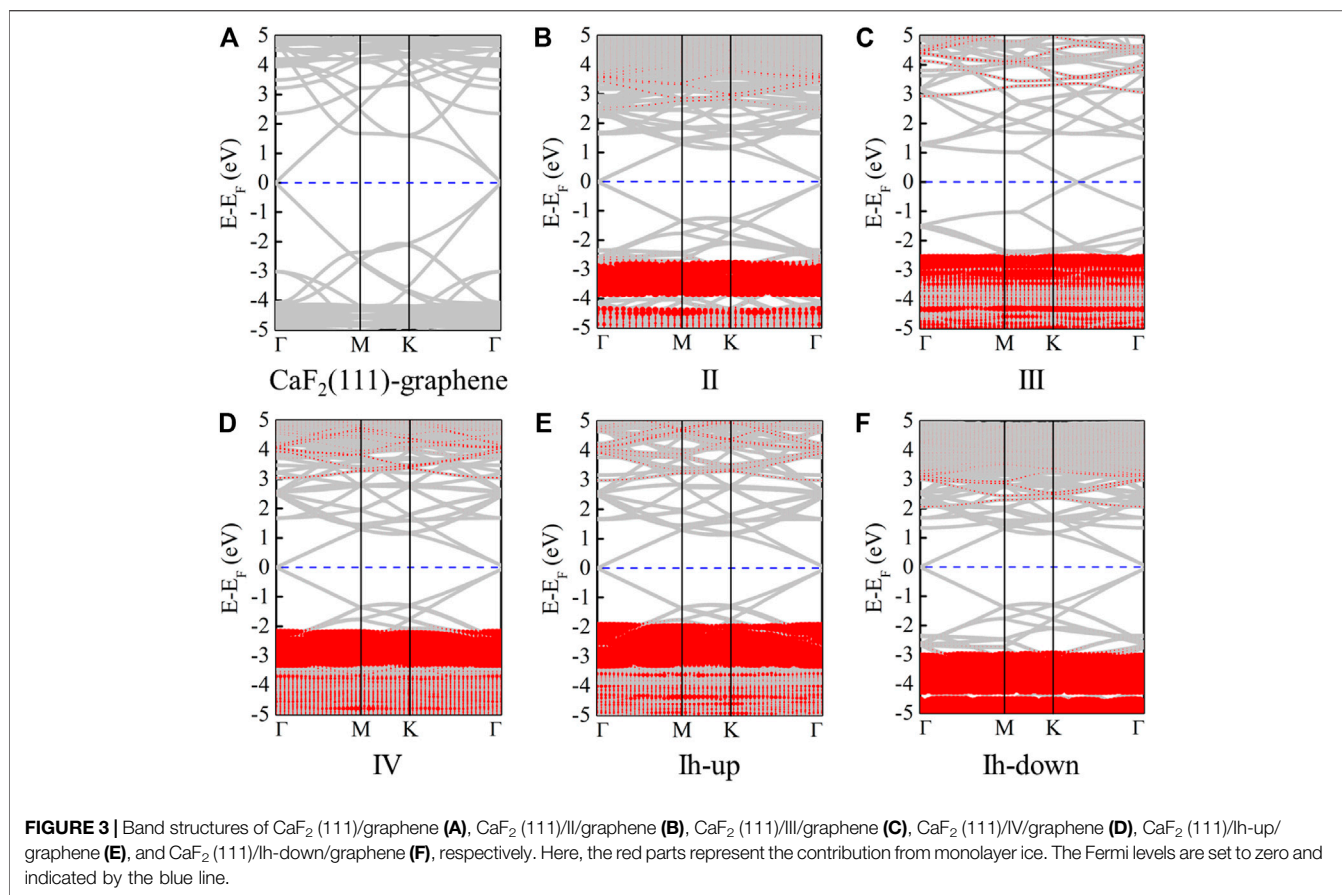 A
5
4
3
2
1
0
-1
-2
-3
-4
-5
E-E_F (eV)
Γ M K Γ
CaF₂(111)-graphene
B
5
4
3
2
1
0
-1
-2
-3
-4
-5
E-E_F (eV)
Γ M K Γ
II
C
5
4
3
2
1
0
-1
-2
-3
-4
-5
E-E_F (eV)
Γ M K Γ
III
D
5
4
3
2
1
0
-1
-2
-3
-4
-5
E-E_F (eV)
Γ M K Γ
IV
E
5
4
3
2
1
0
-1
-2
-3
-4
-5
E-E_F (eV)
Γ M K Γ
Ih-up
F
5
4
3
2
1
0
-1
-2
-3
-4
-5
E-E_F (eV)
Γ M K Γ
Ih-down
FIGURE 3 | Band structures of CaF₂ (111)/graphene (A), CaF₂ (111)/II/graphene (B), CaF₂ (111)/III/graphene (C), CaF₂ (111)/IV/graphene (D), CaF₂ (111)/Ih-up/
graphene (E), and CaF₂ (111)/Ih-down/graphene (F), respectively. Here, the red parts represent the contribution from monolayer ice. The Fermi levels are set to zero and
indicated by the blue line.